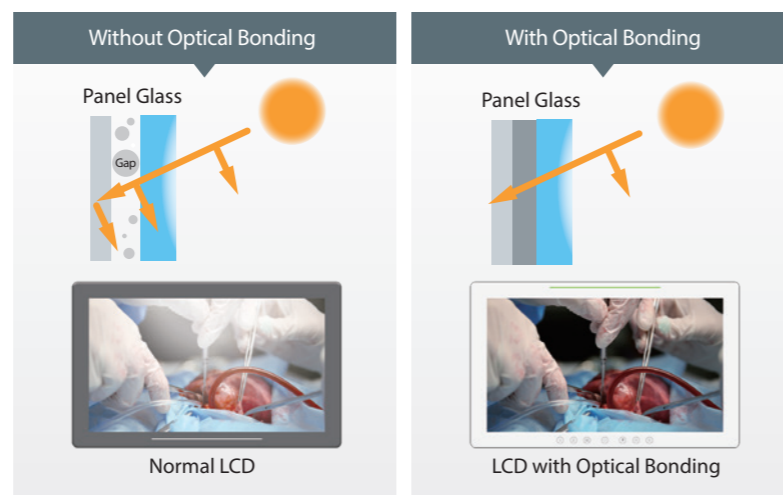 Without Optical Bonding
Panel Glass
Gap
Normal LCD
With Optical Bonding
Panel Glass
LCD with Optical Bonding